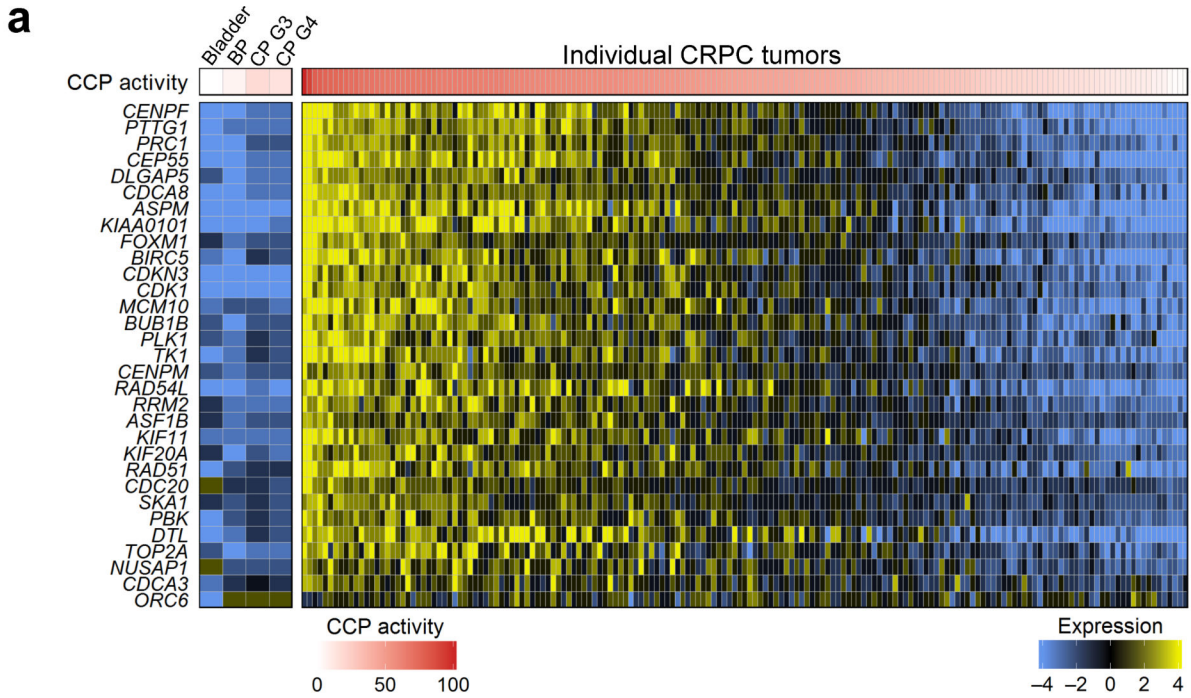 a
Bladder
BP
CP G3
CP G4
Individual CRPC tumors
CCP activity
CENPF
PTTG1
PRC1
CEP55
DLGAP5
CDCA8
ASPM
KIAA0101
FOXM1
BIRC5
CDKN3
CDK1
MCM10
BUB1B
PLK1
TK1
CENPM
RAD54L
RRM2
ASF1B
KIF11
KIF20A
RAD51
CDC20
SKA1
PBK
DTL
TOP2A
NUSAP1
CDCA3
ORC6
CCP activity
0 50 100
Expression
–4 –2 0 2 4